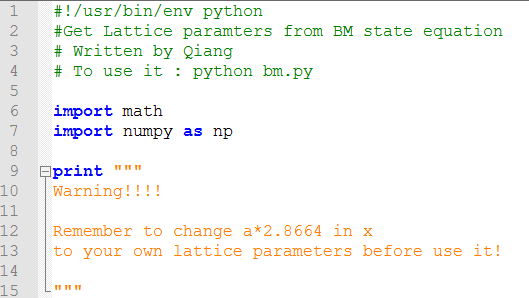 1 #!/usr/bin/env python
2 #Get Lattice paramters from BM state equation
3 # Written by Qiang
4 # To use it : python bm.py
5
6 import math
7 import numpy as np
8
9 print """
10 Warning!!!!
11
12 Remember to change a*2.8664 in x
13 to your own lattice parameters before use it!
14
15 """